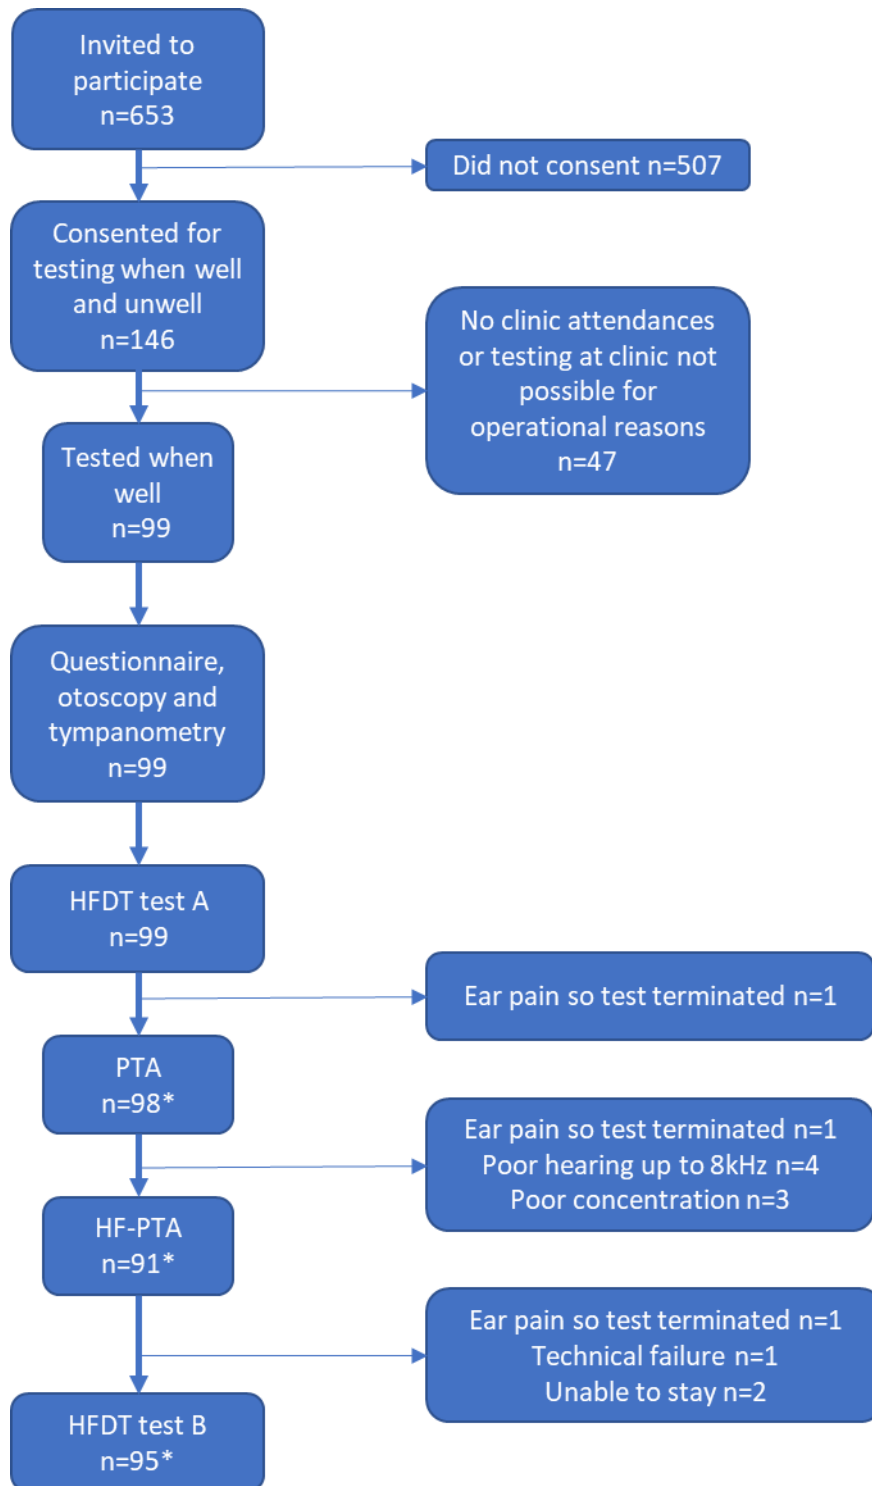 Invited to
participate
n=653
Did not consent n=507
Consented for
testing when well
and unwell
n=146
No clinic attendances
or testing at clinic not
possible for
operational reasons
n=47
Tested when
well
n=99
Questionnaire,
otoscopy and
tympanometry
n=99
HFDT test A
n=99
Ear pain so test terminated n=1
PTA
n=98*
Ear pain so test terminated n=1
Poor hearing up to 8kHz n=4
Poor concentration n=3
HF-PTA
n=91*
Ear pain so test terminated n=1
Technical failure n=1
Unable to stay n=2
HFDT test B
n=95*